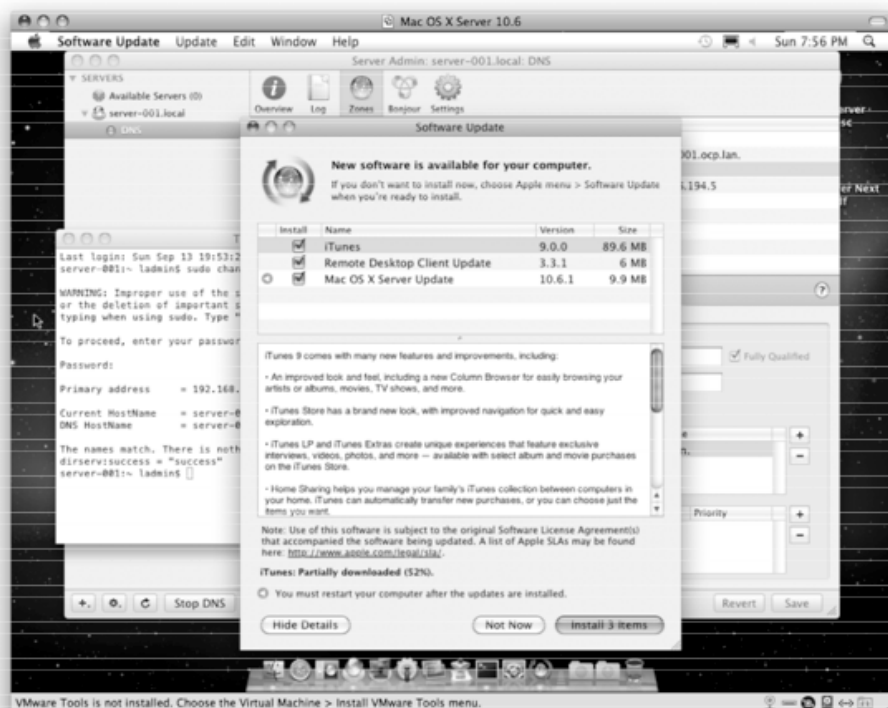 Mac OS X Server 10.6
Software Update Update Edit Window Help Sun 7:56 PM
Server Admin: server-001.local: DNS
SERVERS
Available Servers (0)
server-001.local
DNS
Overview Log Zones Bonjour Settings
Software Update
New software is available for your computer.
If you don't want to install now, choose Apple menu > Software Update
when you're ready to install.
Install Name Version Size
iTunes 9.0.0 89.6 MB
Remote Desktop Client Update 3.3.1 6 MB
Mac OS X Server Update 10.6.1 9.9 MB
iTunes 9 comes with many new features and improvements, including:
• An improved look and feel, including a new Column Browser for easily browsing your
artists or albums, movies, TV shows, and more.
• iTunes Store has a brand new look, with improved navigation for quick and easy
exploration.
• iTunes LP and iTunes Extras create unique experiences that feature exclusive
interviews, videos, photos, and more — available with select album and movie purchases
on the iTunes Store.
• Home Sharing helps you manage your family's iTunes collection between computers in
your home. iTunes can automatically transfer new purchases, or you can choose just the
items you want.
Note: Use of this software is subject to the original Software License Agreement(s)
that accompanied the software being updated. A list of Apple SLAs may be found
here: http://www.apple.com/legal/sla/.
iTunes: Partially downloaded (52%).
You must restart your computer after the updates are installed.
Hide Details Not Now Install 3 Items
001.ocp.lan.
.194.5
Last login: Sun Sep 13 19:53:2
server-001:~ ladmin$ sudo chan
WARNING: Improper use of the s
or the deletion of important s
typing when using sudo. Type "
To proceed, enter your passwor
Password:
Primary address = 192.168.
Current HostName = server-0
DNS HostName = server-0
The names match. There is noth
dirserv:success = "success"
server-001:~ ladmin$
Fully Qualified
Priority
Stop DNS
Revert Save
VMware Tools is not installed. Choose the Virtual Machine > Install VMware Tools menu.